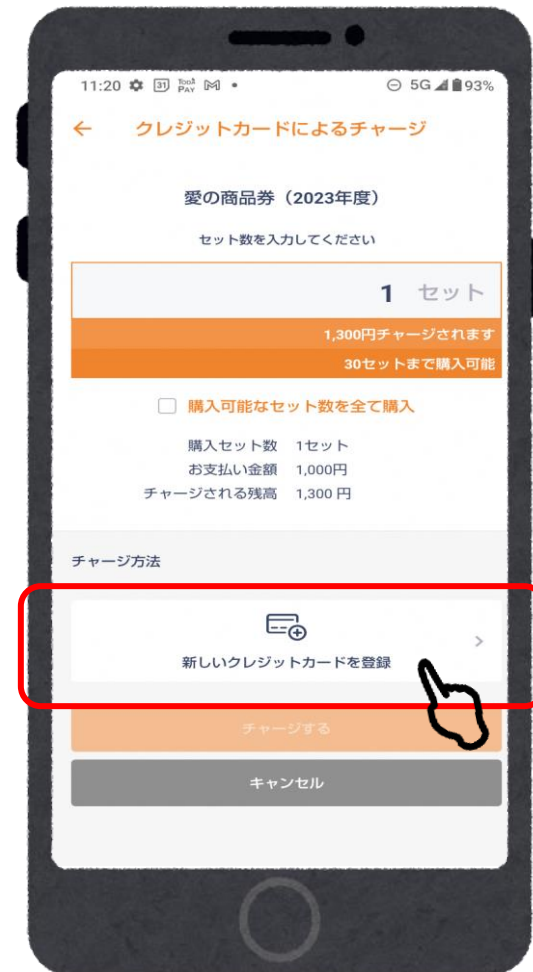 11:20 31 Toost PAY M • 5G 93%
← クレジットカードによるチャージ
愛の商品券（2023年度）
セット数を入力してください
1 セット
1,300円チャージされます
30セットまで購入可能
購入可能なセット数を全て購入
購入セット数 1セット
お支払い金額 1,000円
チャージされる残高 1,300 円
チャージ方法
新しいクレジットカードを登録 >
チャージする
キャンセル